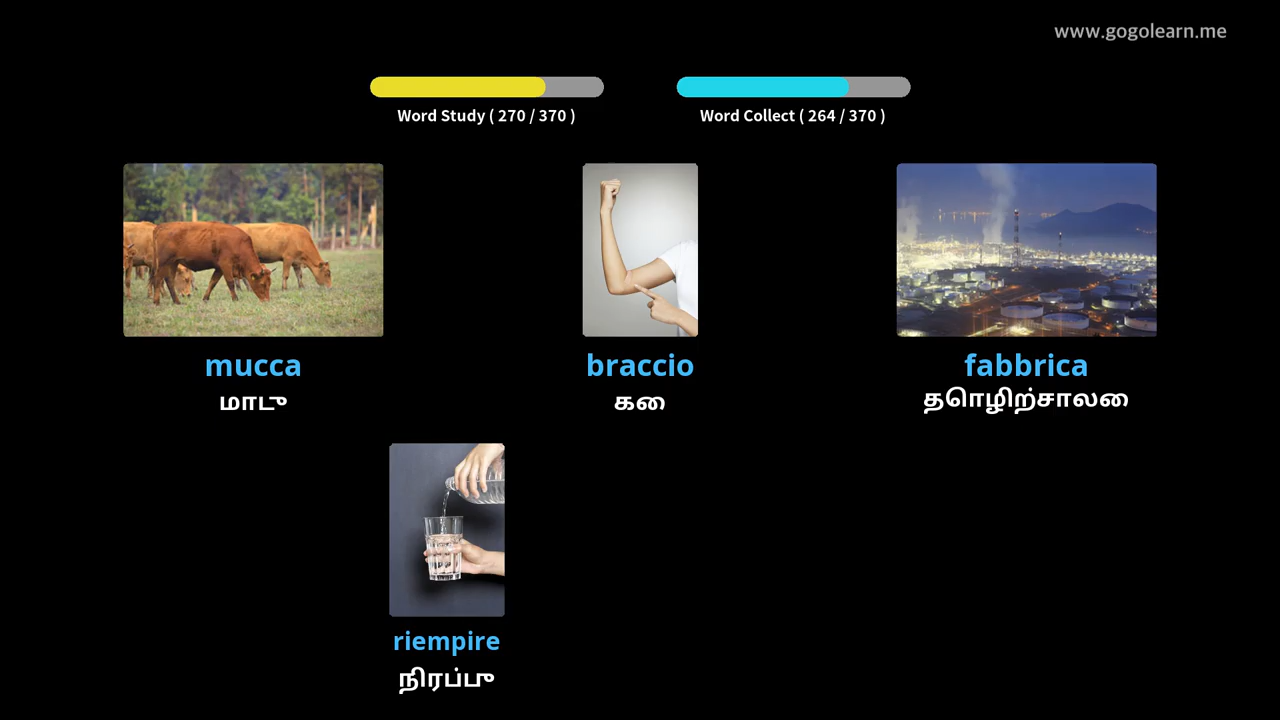 www.gogolearn.me
Word Study ( 270 / 370 )
Word Collect ( 264 / 370 )
mucca
braccio
fabbrica
மாடு
கை
தொழிற்சாலை
riempire
நிரப்பு